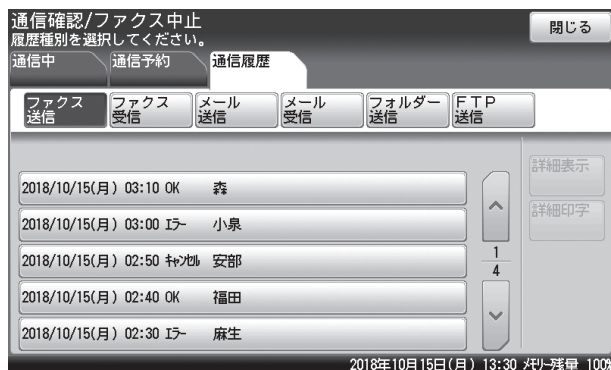 通信確認/ファクス中止
履歴種別を選択してください。
閉じる
通信中
通信予約
通信履歴
ファクス
送信
ファクス
受信
メール
送信
メール
受信
フォルダー
送信
FTP
送信
詳細表示
2018/10/15(月) 03:10 OK 森
詳細印字
2018/10/15(月) 03:00 エラー 小泉
2018/10/15(月) 02:50 キャンセル 安部
1
4
2018/10/15(月) 02:40 OK 福田
2018/10/15(月) 02:30 エラー 麻生
2018年10月15日(月) 13:30 メモリー残量 100%